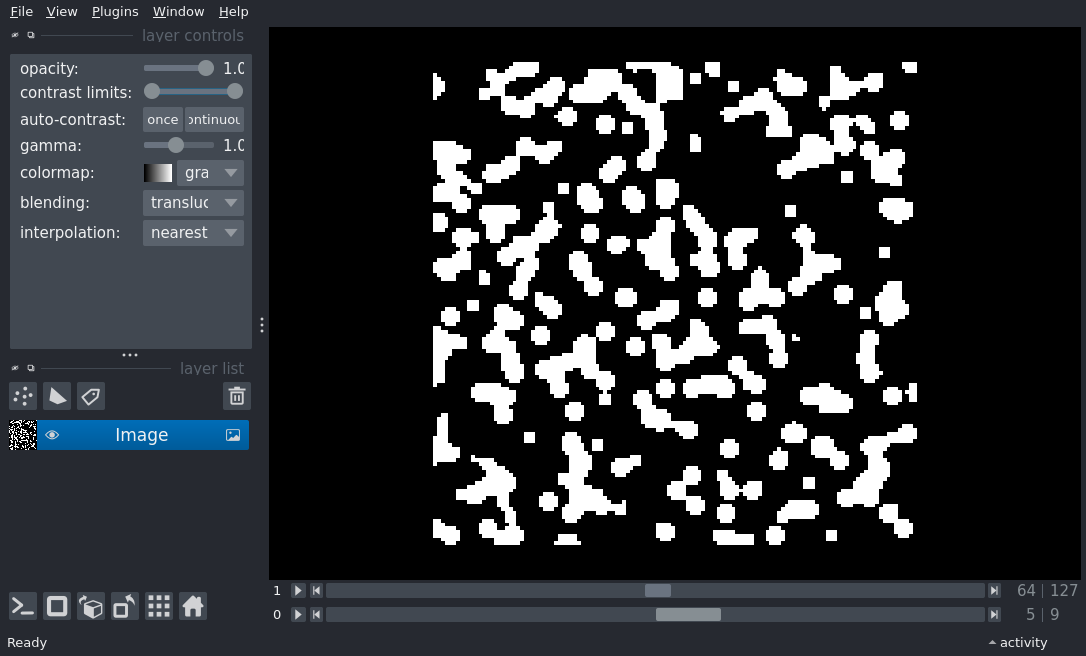 File View Plugins Window Help
layer controls
opacity: 1.0
contrast limits:
auto-contrast: once ontinuou
gamma: 1.0
colormap: gra
blending: transluc
interpolation: nearest
layer list
Image
1 64 | 127
0 5 | 9
Ready activity